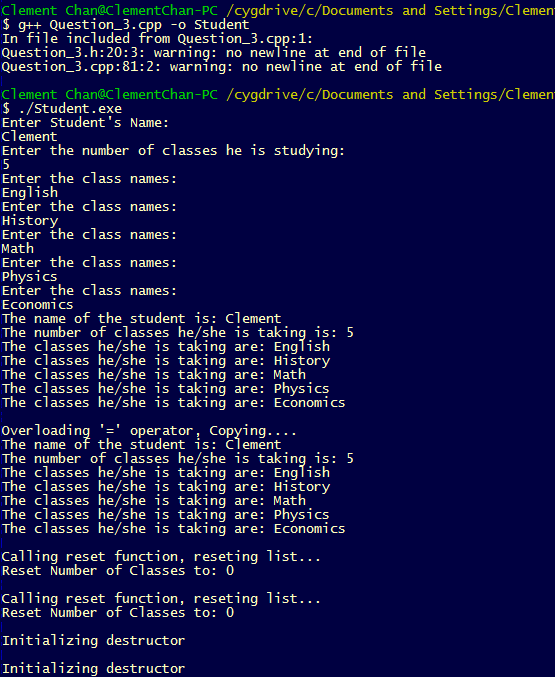 Clement Chan@ClementChan-PC /cygdrive/c/Documents and Settings/Clemen
$ g++ Question_3.cpp -o Student
In file included from Question_3.cpp:1:
Question_3.h:20:3: warning: no newline at end of file
Question_3.cpp:81:2: warning: no newline at end of file
Clement Chan@ClementChan-PC /cygdrive/c/Documents and Settings/Clemen
$ ./Student.exe
Enter Student's Name:
Clement
Enter the number of classes he is studying:
5
Enter the class names:
English
Enter the class names:
History
Enter the class names:
Math
Enter the class names:
Physics
Enter the class names:
Economics
The name of the student is: Clement
The number of classes he/she is taking is: 5
The classes he/she is taking are: English
The classes he/she is taking are: History
The classes he/she is taking are: Math
The classes he/she is taking are: Physics
The classes he/she is taking are: Economics
Overloading '=' operator, Copying....
The name of the student is: Clement
The number of classes he/she is taking is: 5
The classes he/she is taking are: English
The classes he/she is taking are: History
The classes he/she is taking are: Math
The classes he/she is taking are: Physics
The classes he/she is taking are: Economics
Calling reset function, reseting list...
Reset Number of Classes to: 0
Calling reset function, reseting list...
Reset Number of Classes to: 0
Initializing destructor
Initializing destructor